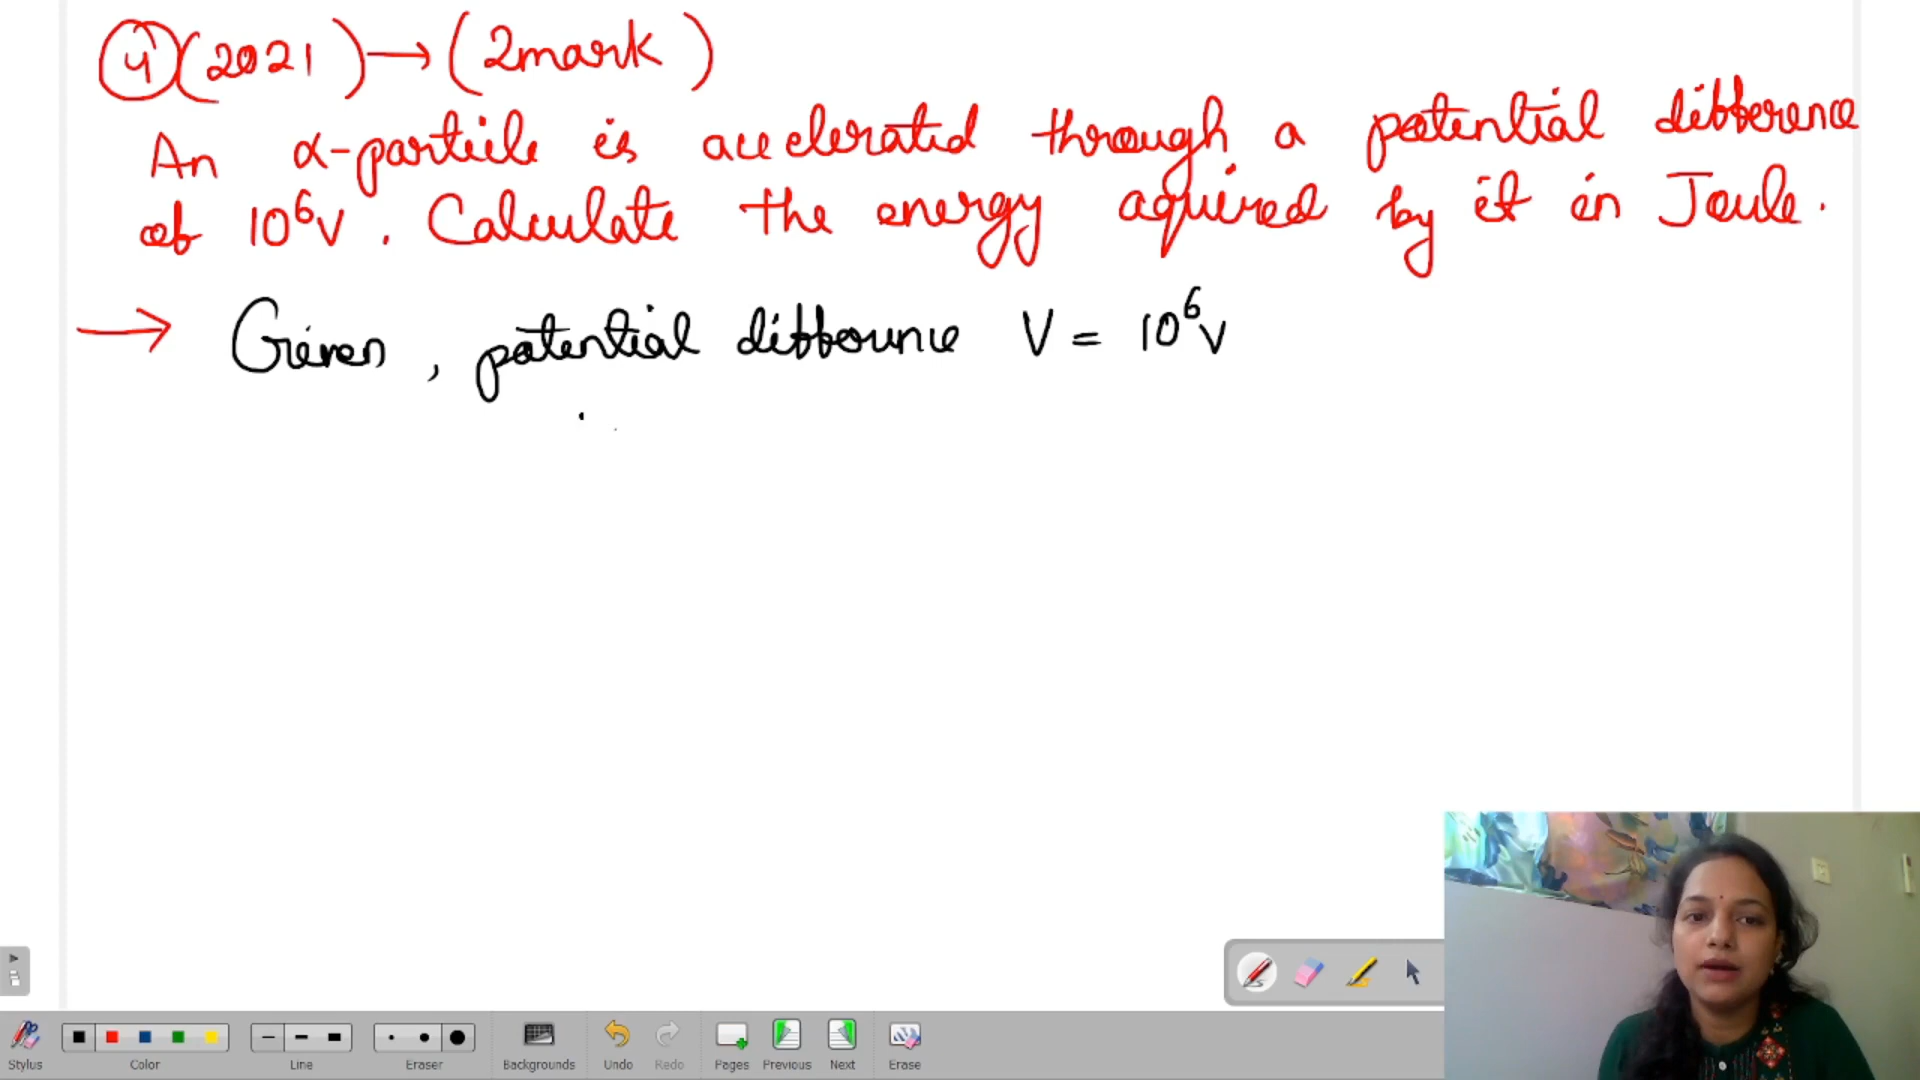 4 (2021) → (2mark)
An α-particle is accelerated through a potential difference
of 10⁶V. Calculate the energy aquired by it in Joule.
→ Given, potential difference V = 10⁶V
Stylus Color Line Eraser Backgrounds Undo Redo Pages Previous Next Erase